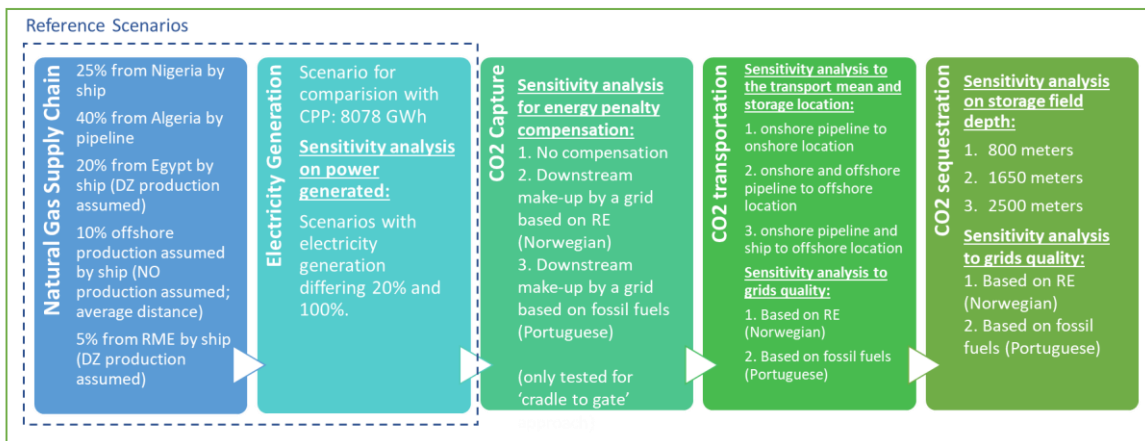 Reference Scenarios
Natural Gas Supply Chain
25% from Nigeria by
ship
40% from Algeria by
pipeline
20% from Egypt by
ship (DZ production
assumed)
10% offshore
production assumed
by ship (NO
production assumed;
average distance)
5% from RME by ship
(DZ production
assumed)
Electricity Generation
Scenario for
comparision with
CPP: 8078 GWh
Sensitivity analysis
on power
generated:
Scenarios with
electricity
generation
differing 20% and
100%.
CO2 Capture
Sensitivity analysis
for energy penalty
compensation:
1. No compensation
2. Downstream
make-up by a grid
based on RE
(Norwegian)
3. Downstream
make-up by a grid
based on fossil fuels
(Portuguese)
(only tested for
'cradle to gate'
CO2 transportation
Sensitivity analysis to
the transport mean and
storage location:
1. onshore pipeline to
onshore location
2. onshore and offshore
pipeline to offshore
location
3. onshore pipeline and
ship to offshore location
Sensitivity analysis to
grids quality:
1. Based on RE
(Norwegian)
2. Based on fossil fuels
(Portuguese)
CO2 sequestration
Sensitivity analysis
on storage field
depth:
1. 800 meters
2. 1650 meters
3. 2500 meters
Sensitivity analysis
to grids quality:
1. Based on RE
(Norwegian)
2. Based on fossil
fuels (Portuguese)